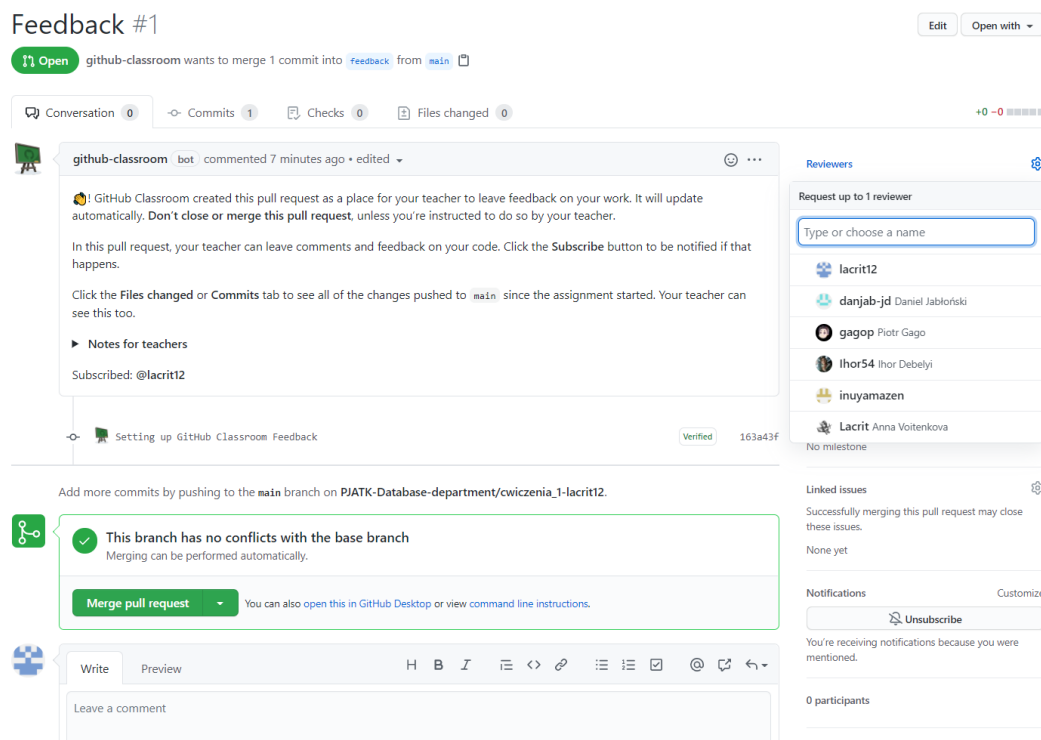 Feedback #1
Edit
Open with
Open
github-classroom wants to merge 1 commit into feedback from main
Conversation 0
Commits 1
Checks 0
Files changed 0
+0 −0
github-classroom bot commented 7 minutes ago • edited
👏! GitHub Classroom created this pull request as a place for your teacher to leave feedback on your work. It will update
automatically. Don't close or merge this pull request, unless you're instructed to do so by your teacher.
In this pull request, your teacher can leave comments and feedback on your code. Click the Subscribe button to be notified if that
happens.
Click the Files changed or Commits tab to see all of the changes pushed to main since the assignment started. Your teacher can
see this too.
Notes for teachers
Subscribed: @lacrit12
Setting up GitHub Classroom Feedback
Verified
163a43f
Add more commits by pushing to the main branch on PJATK-Database-department/cwiczenia_1-lacrit12.
This branch has no conflicts with the base branch
Merging can be performed automatically.
Merge pull request
You can also open this in GitHub Desktop or view command line instructions.
Write
Preview
Leave a comment
Reviewers
Request up to 1 reviewer
Type or choose a name
lacrit12
danjab-jd Daniel Jabłoński
gagop Piotr Gago
Ihor54 Ihor Debelyi
inuyamazen
Lacrit Anna Voitenkova
No milestone
Linked issues
Successfully merging this pull request may close
these issues.
None yet
Notifications
Customize
Unsubscribe
You're receiving notifications because you were
mentioned.
0 participants